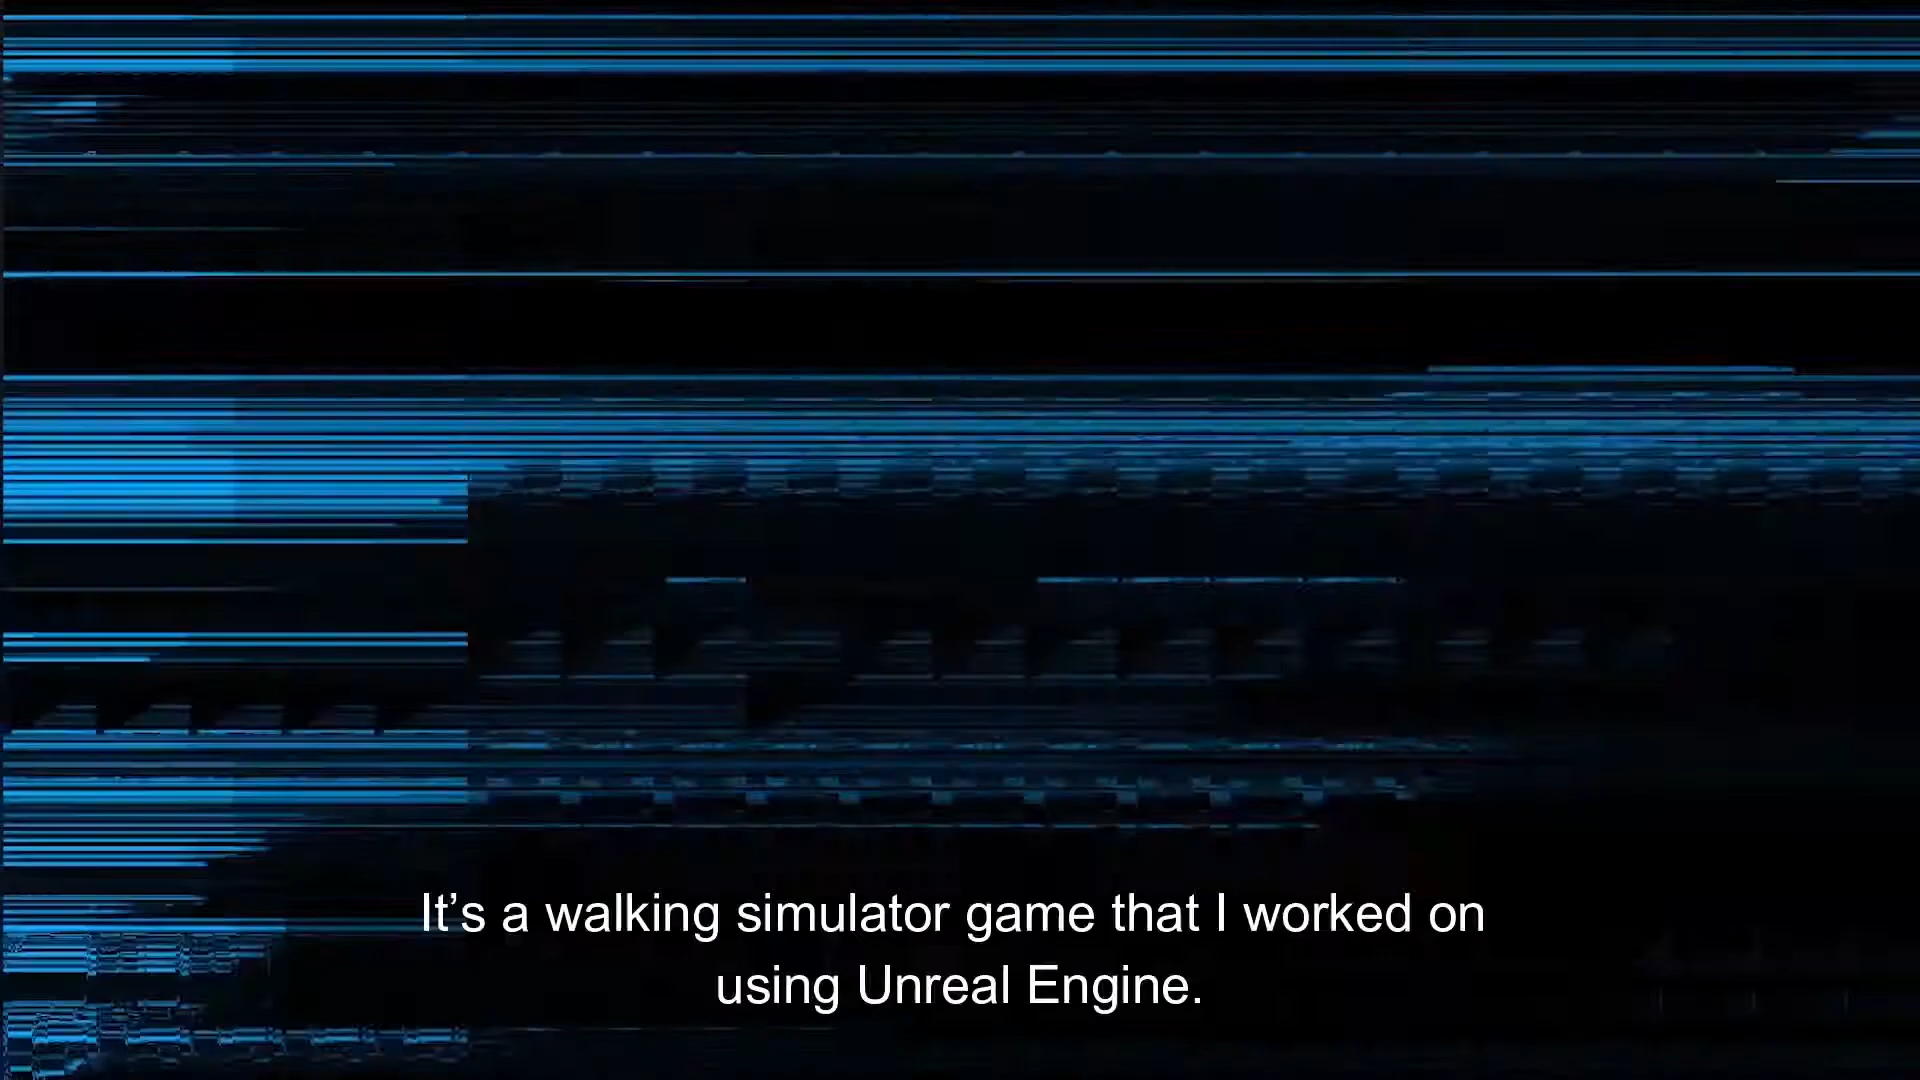 It’s a walking simulator game that I worked on
using Unreal Engine.